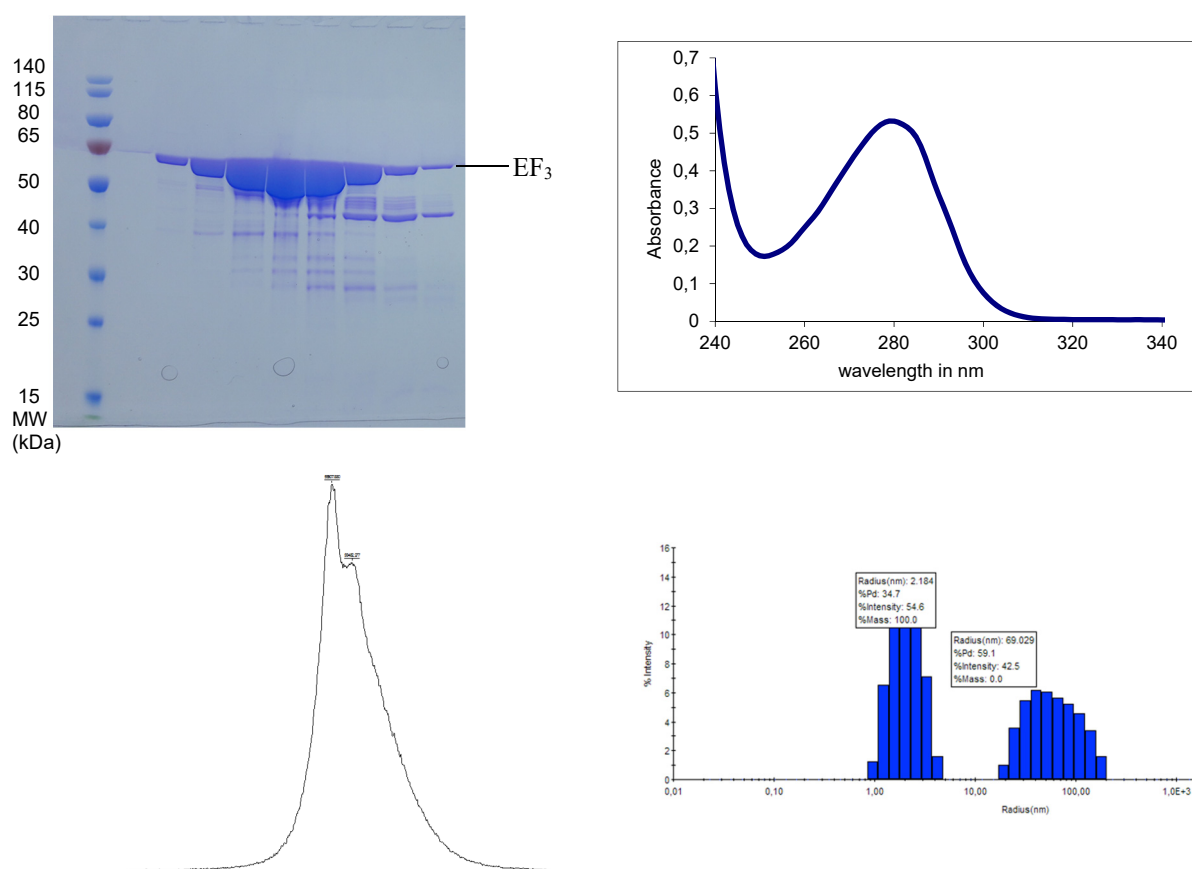 140
115
80
65
50
40
30
25
15
MW
(kDa)
EF3
0,7
0,6
0,5
0,4
0,3
0,2
0,1
0
Absorbance
240 260 280 300 320 340
wavelength in nm
16
14
12
10
8
6
4
2
0
% Intensity
Radius(nm): 2.184
%Pd: 34.7
%Intensity: 54.6
%Mass: 100.0
Radius(nm): 69.029
%Pd: 59.1
%Intensity: 42.5
%Mass: 0.0
0,01 0,10 1,00 10,00 100,00 1,0E+3
Radius(nm)